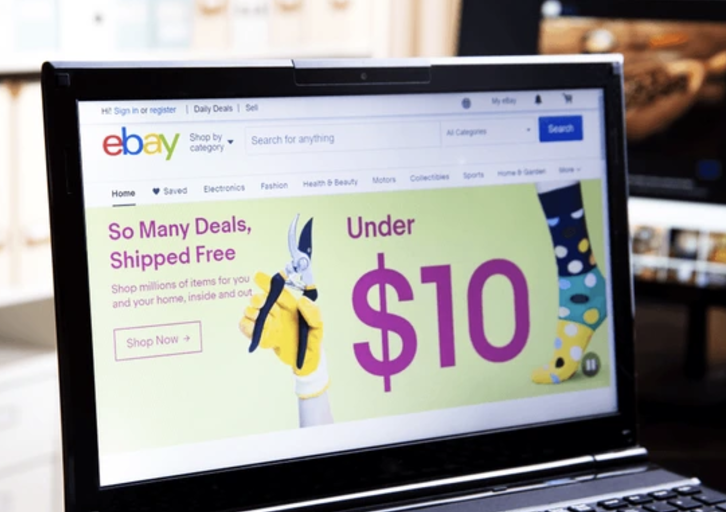 Hi! Sign in or register | Daily Deals | Sell
My eBay
ebay
Shop by
category
Search for anything
All Categories
Search
Home
Saved
Electronics
Fashion
Health & Beauty
Motors
Collectibles
Sports
Home & Garden
More
So Many Deals,
Shipped Free
Shop millions of items for you
and your home, inside and out.
Shop Now →
Under
$10